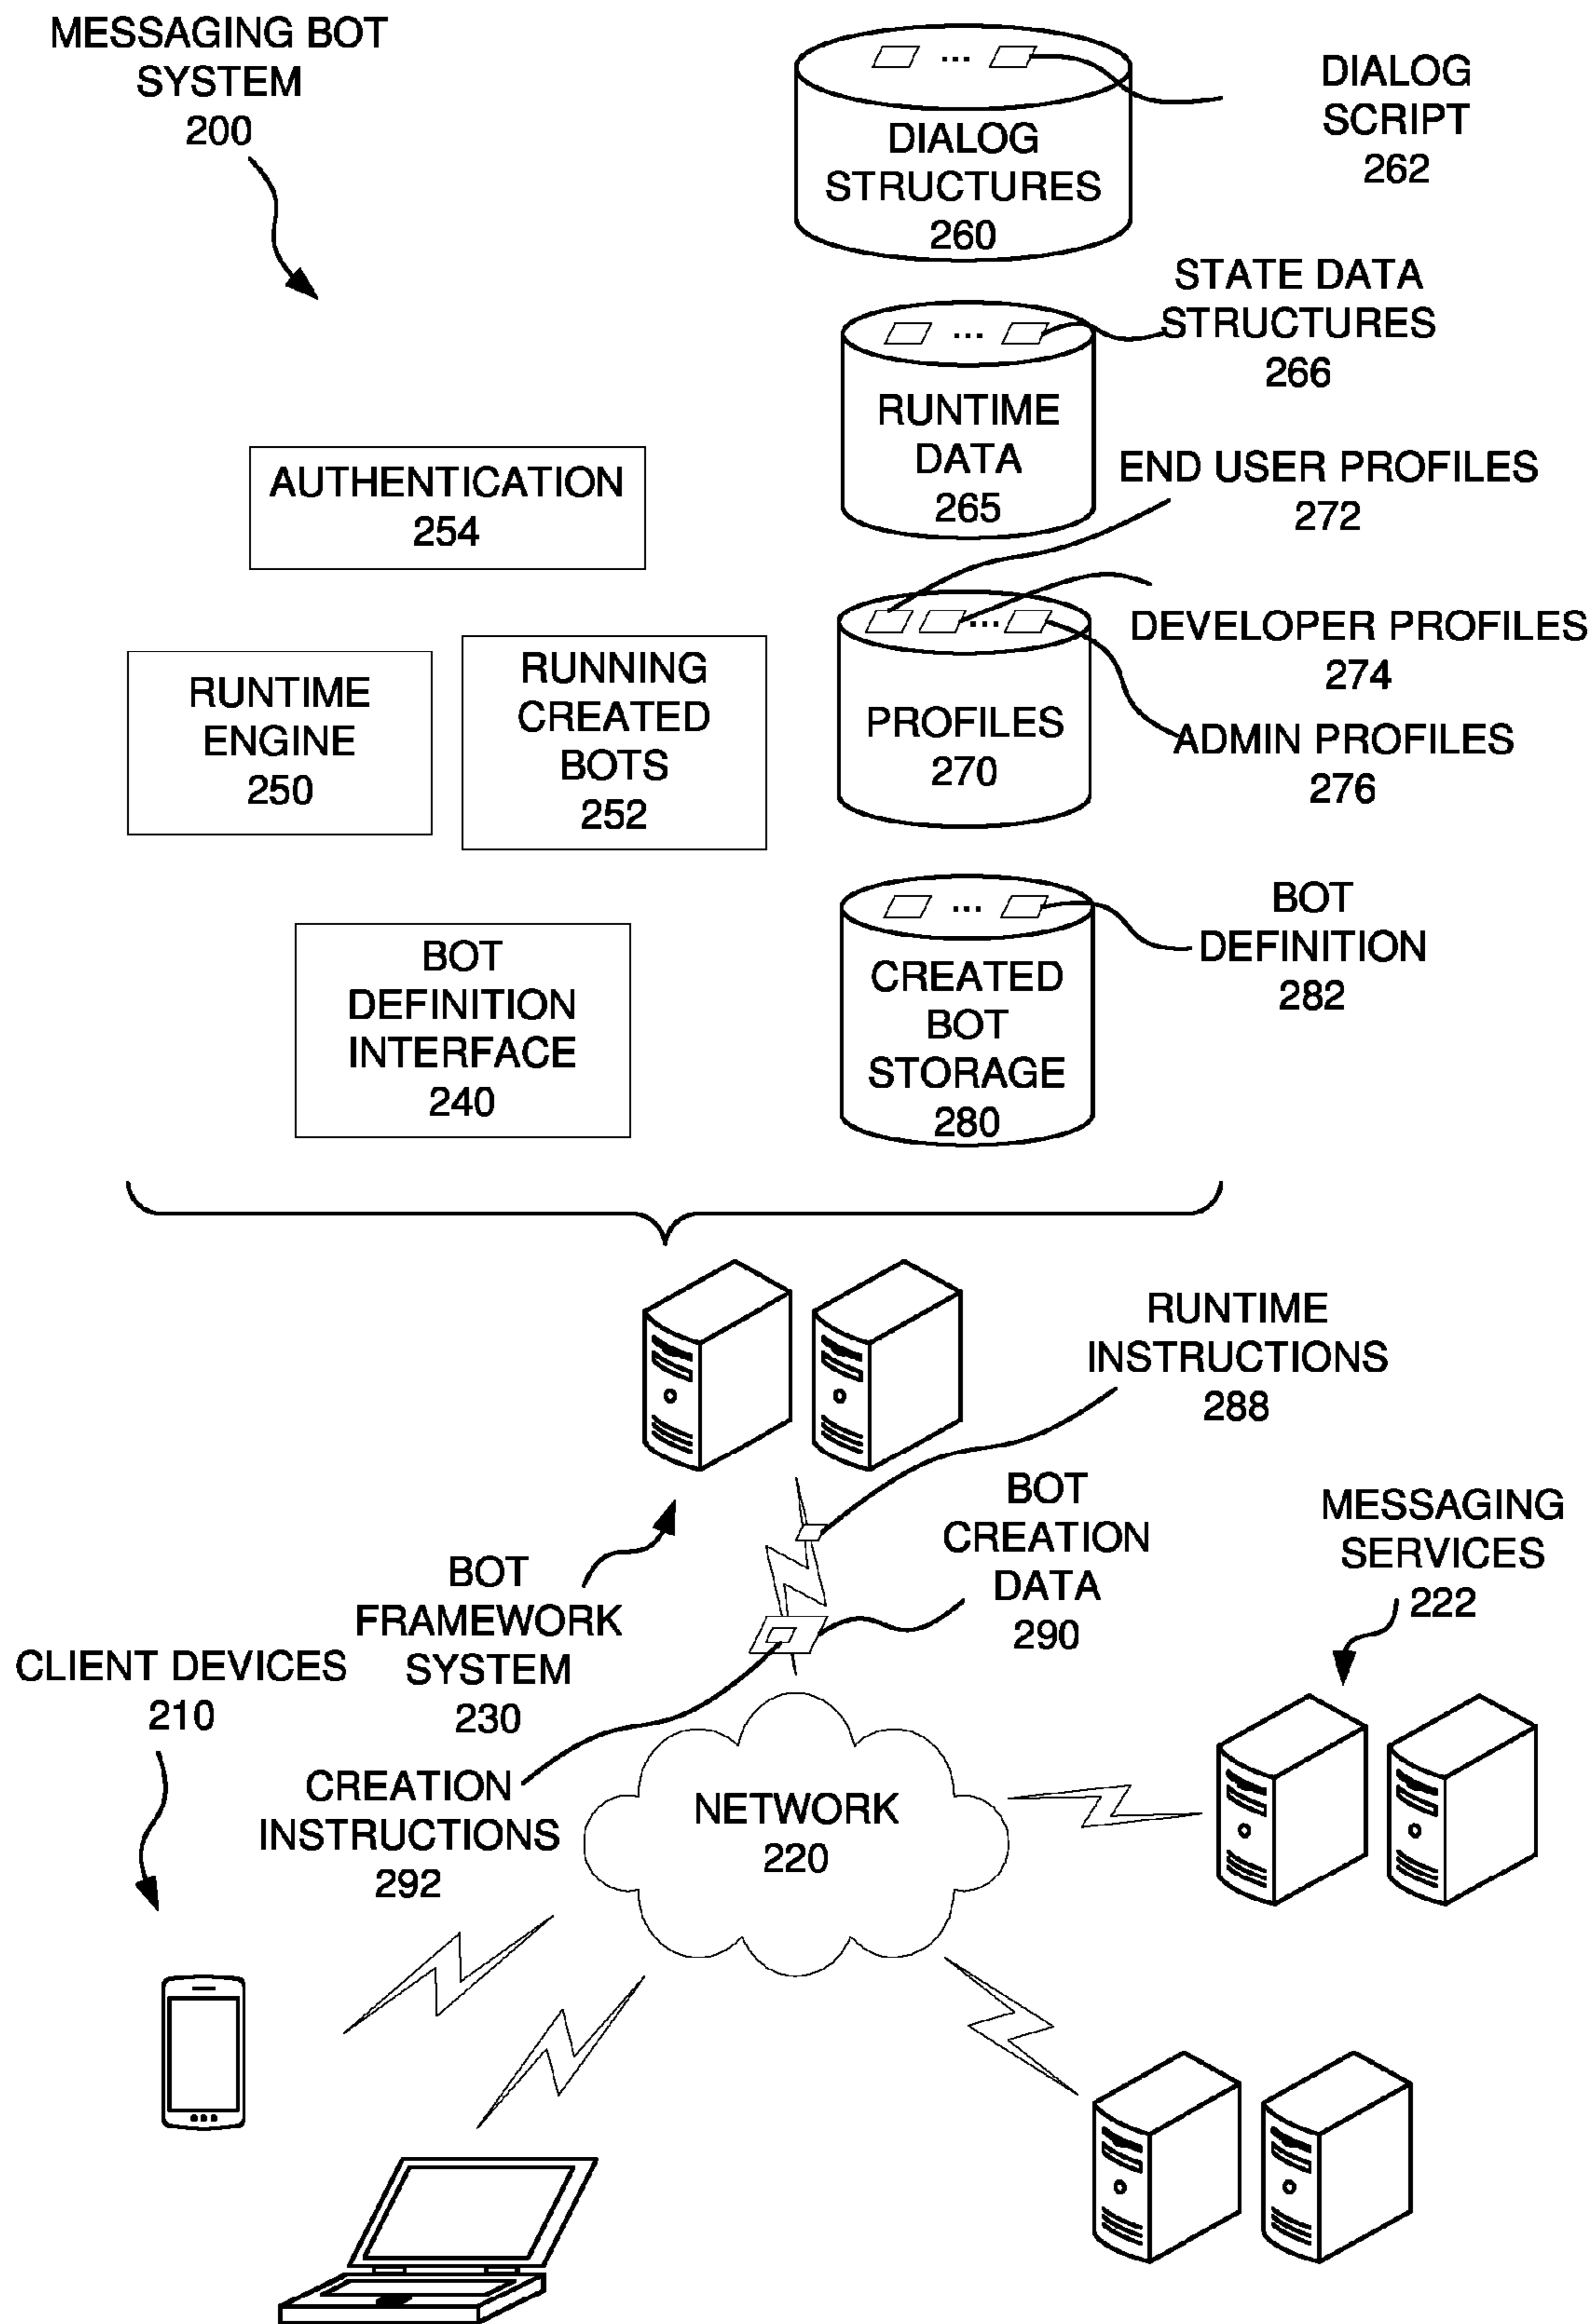 MESSAGING BOT
SYSTEM
200
...
DIALOG
STRUCTURES
260
DIALOG
SCRIPT
262
...
RUNTIME
DATA
265
STATE DATA
STRUCTURES
266
AUTHENTICATION
254
END USER PROFILES
272
RUNTIME
ENGINE
250
RUNNING
CREATED
BOTS
252
...
PROFILES
270
DEVELOPER PROFILES
274
ADMIN PROFILES
276
BOT
DEFINITION
INTERFACE
240
...
CREATED
BOT
STORAGE
280
BOT
DEFINITION
282
RUNTIME
INSTRUCTIONS
288
BOT
CREATION
DATA
290
MESSAGING
SERVICES
222
BOT
FRAMEWORK
SYSTEM
230
CLIENT DEVICES
210
CREATION
INSTRUCTIONS
292
NETWORK
220